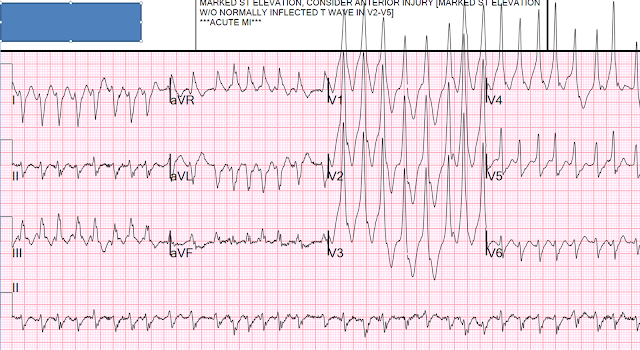 MARKED ST ELEVATION, CONSIDER ANTERIOR INJURY [MARKED ST ELEVATION
W/O NORMALLY INFLECTED T WAVE IN V2-V5]
***ACUTE MI***
I aVR V1 V4
II aVL V2 V5
III aVF V3 V6
II